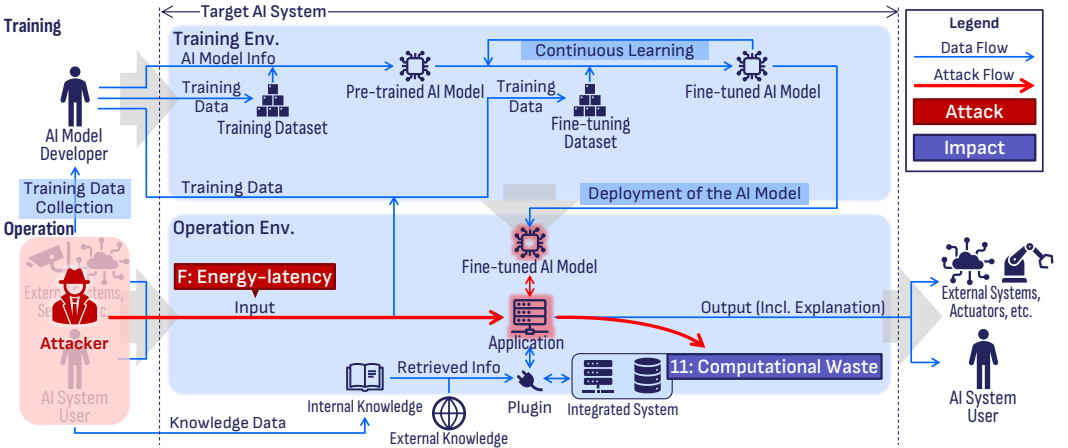 Training
Target AI System
Training Env.
AI Model Info
Continuous Learning
Training
Data
Pre-trained AI Model
Training
Data
Fine-tuned AI Model
Training Dataset
Fine-tuning
Dataset
AI Model
Developer
Training Data
Collection
Training Data
Deployment of the AI Model
Operation
Operation Env.
Fine-tuned AI Model
F: Energy-latency
Input
External Systems,
Attacker
AI System
User
Application
Output (Incl. Explanation)
External Systems,
Actuators, etc.
11: Computational Waste
Retrieved Info
Internal Knowledge
Plugin
Integrated System
Knowledge Data
External Knowledge
AI System
User
Legend
Data Flow
Attack Flow
Attack
Impact